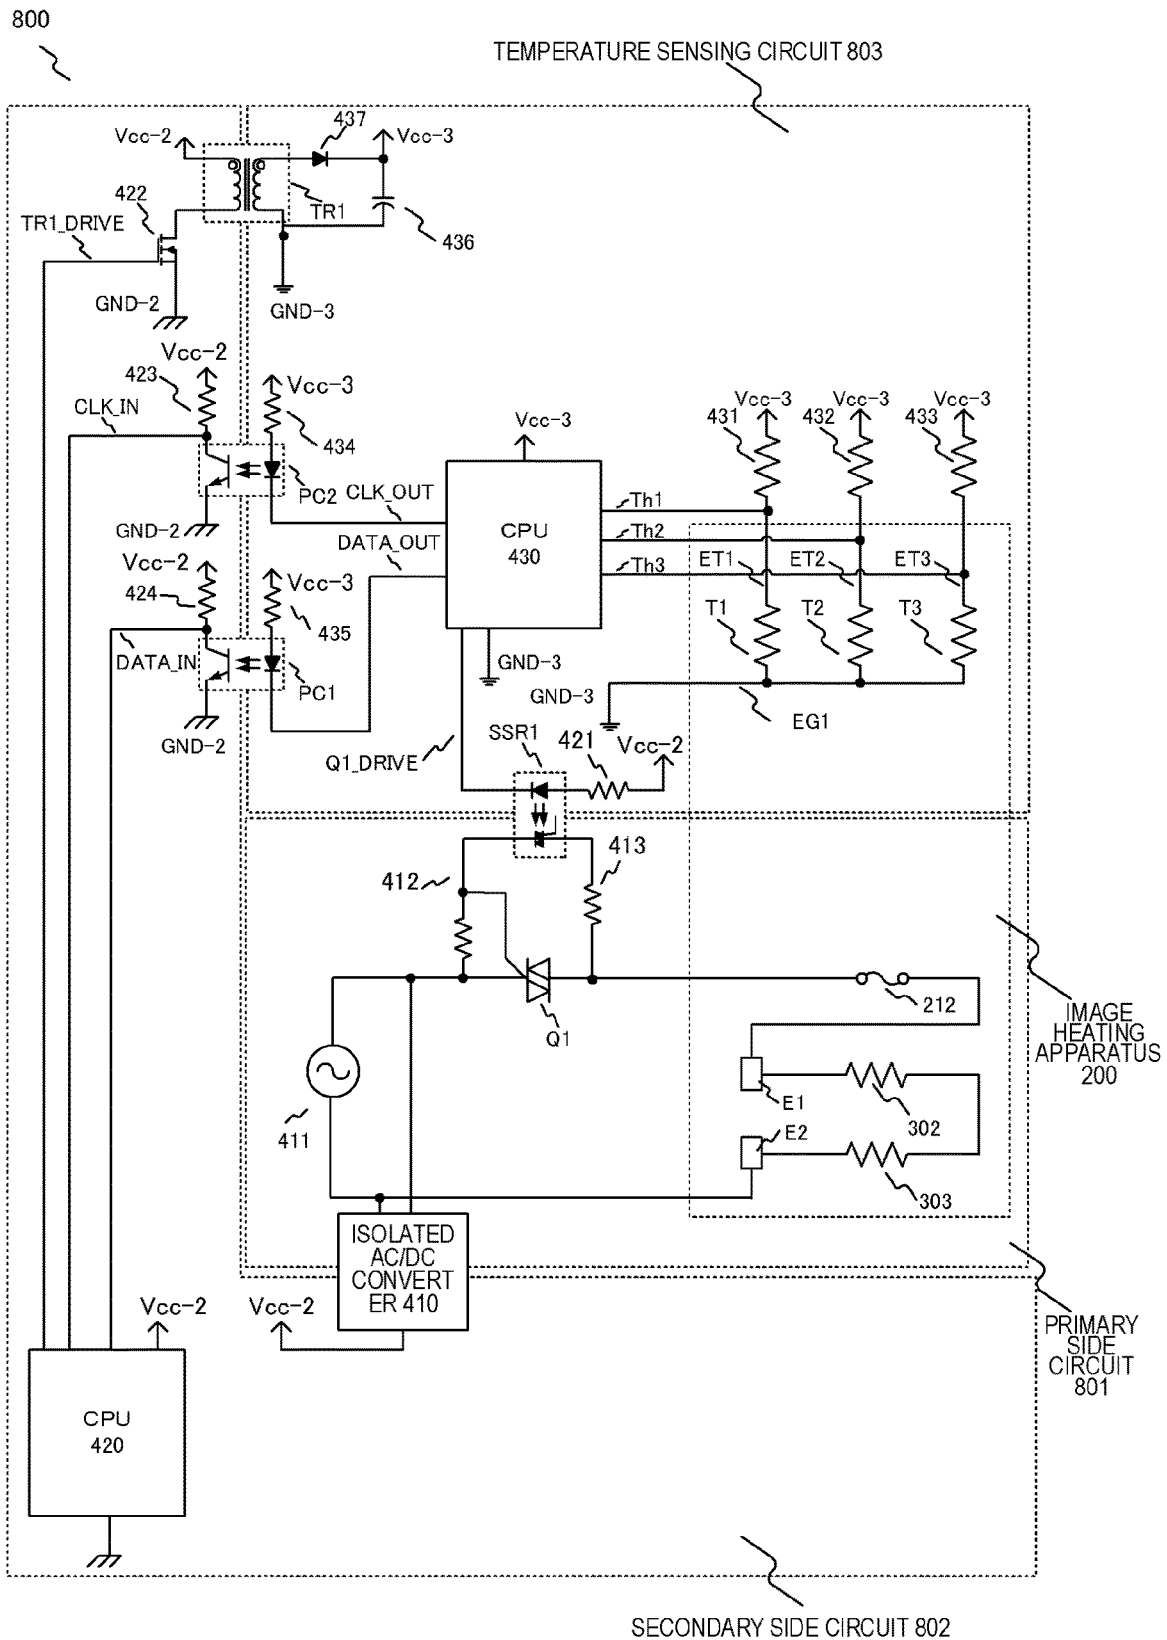 800
TEMPERATURE SENSING CIRCUIT 803
437
Vcc-2
Vcc-3
422
TR1
TR1_DRIVE
436
GND-2
GND-3
Vcc-2
423
Vcc-3
CLK_IN
434
PC2
CLK_OUT
GND-2
DATA_OUT
Vcc-3
CPU
430
Vcc-3
431
Vcc-3
432
Vcc-3
433
Th1
Th2
Th3
ET1
ET2
ET3
Vcc-2
424
Vcc-3
435
DATA_IN
PC1
GND-2
T1
T2
T3
GND-3
GND-3
EG1
SSR1
421
Vcc-2
Q1_DRIVE
412
413
Q1
212
IMAGE
HEATING
APPARATUS
200
411
E1
302
E2
303
ISOLATED
AC/DC
CONVERT
ER 410
Vcc-2
Vcc-2
PRIMARY
SIDE
CIRCUIT
801
CPU
420
SECONDARY SIDE CIRCUIT 802